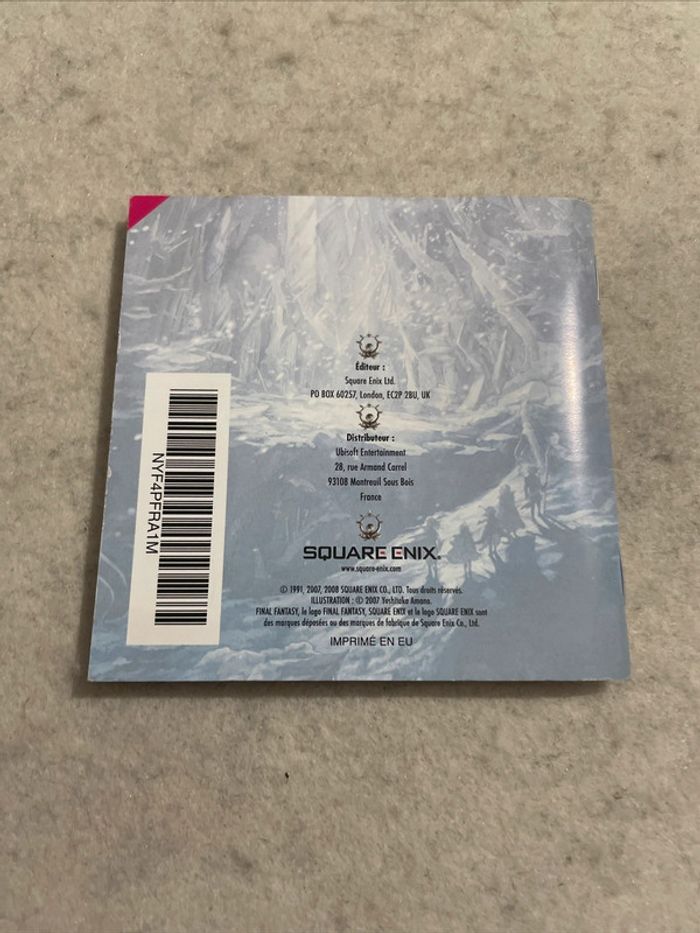 Éditeur :
Square Enix Ltd.
PO BOX 60257, London, EC2P 2BU, UK
Distributeur :
Ubisoft Entertainment
28, rue Armand Carrel
93108 Montreuil Sous Bois
France
SQUARE ENIX.
www.square-enix.com
© 1991, 2007, 2008 SQUARE ENIX CO., LTD. Tous droits réservés.
ILLUSTRATION : © 2007 Yoshitaka Amano.
FINAL FANTASY, le logo FINAL FANTASY, SQUARE ENIX et le logo SQUARE ENIX sont
des marques déposées ou des marques de fabrique de Square Enix Co., Ltd.
IMPRIMÉ EN EU
NYF4PFRA1M